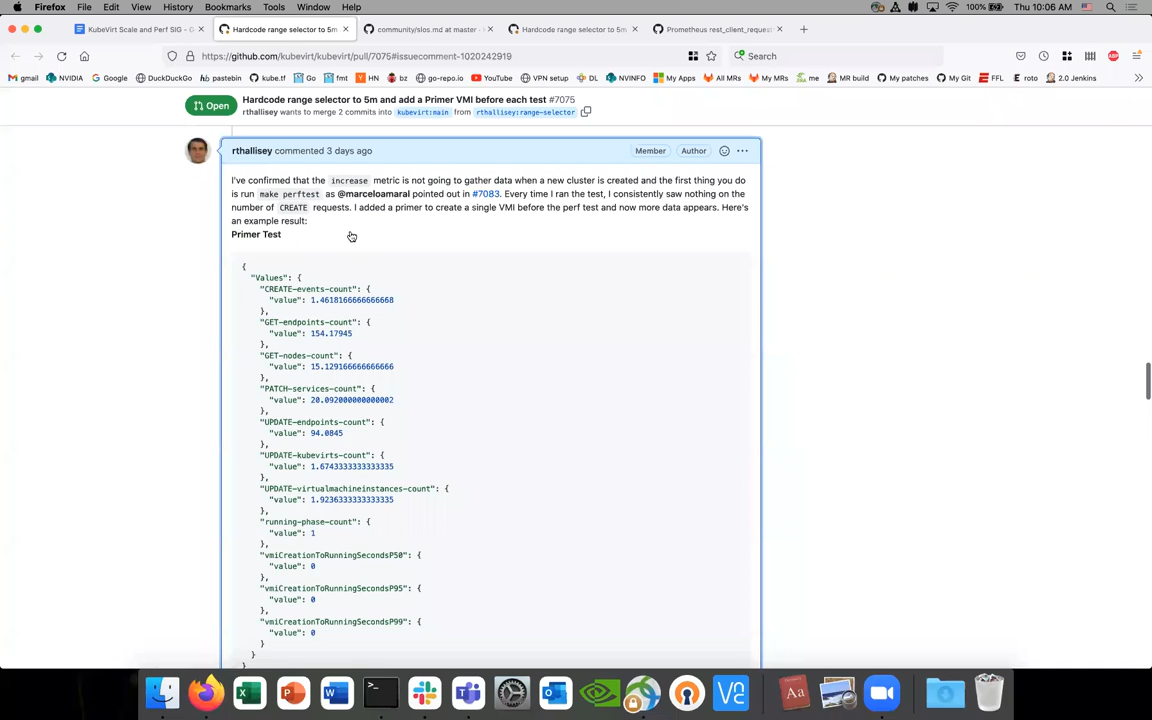 Firefox File Edit View History Bookmarks Tools Window Help 100% Thu 10:06 AM
KubeVirt Scale and Perf SIG - G
Hardcode range selector to 5m
community/slos.md at master
Hardcode range selector to 5m
Prometheus rest_client_reques
https://github.com/kubevirt/pull/7075#issuecomment-1020242919
Search
gmail NVIDIA Google DuckDuckGo pastebin kube.tf Go fmt HN bz go-repo.io YouTube VPN setup DL NVINFO My Apps All MRs My MRs me MR build My patches My Git FFL roto 2.0 Jenkins
Open
Hardcode range selector to 5m and add a Primer VMI before each test #7075
rthallisey wants to merge 2 commits into kubevirt:main from rthallisey:range-selector
rthallisey commented 3 days ago
Member Author
I've confirmed that the increase metric is not going to gather data when a new cluster is created and the first thing you do
is run make perftest as @marceloamaral pointed out in #7083. Every time I ran the test, I consistently saw nothing on the
number of CREATE requests. I added a primer to create a single VMI before the perf test and now more data appears. Here's
an example result:
Primer Test
{
"Values": {
"CREATE-events-count": {
"value": 1.4618166666666668
},
"GET-endpoints-count": {
"value": 154.17945
},
"GET-nodes-count": {
"value": 15.129166666666666
},
"PATCH-services-count": {
"value": 20.092000000000002
},
"UPDATE-endpoints-count": {
"value": 94.0845
},
"UPDATE-kubevirts-count": {
"value": 1.6743333333333335
},
"UPDATE-virtualmachineinstances-count": {
"value": 1.9236333333333335
},
"running-phase-count": {
"value": 1
},
"vmiCreationToRunningSecondsP50": {
"value": 0
},
"vmiCreationToRunningSecondsP95": {
"value": 0
},
"vmiCreationToRunningSecondsP99": {
"value": 0
}
}
}